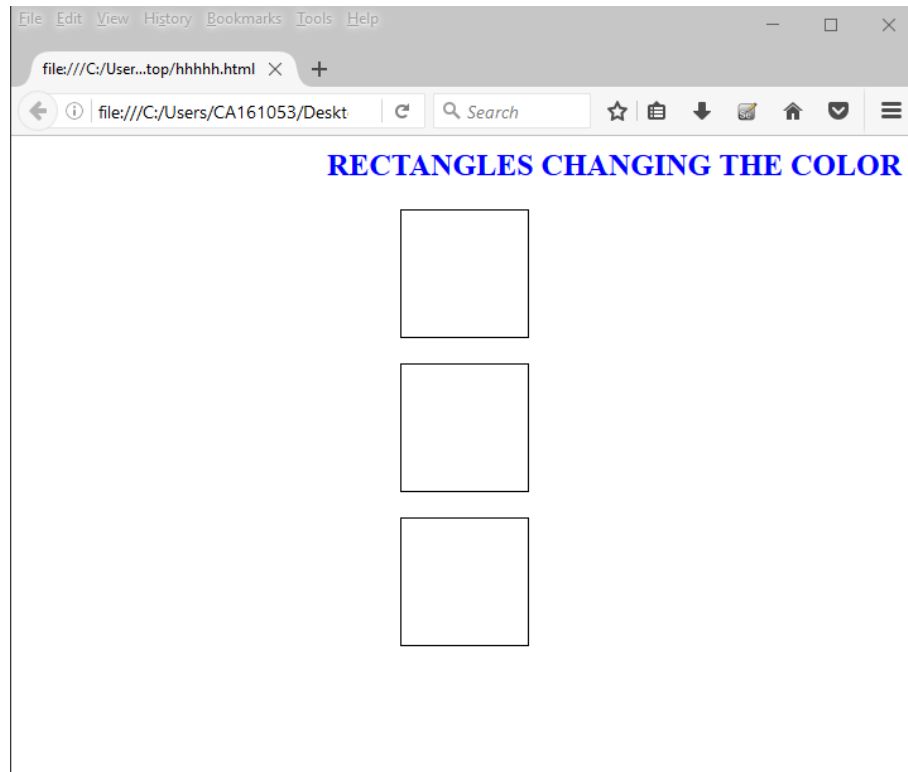 File Edit View History Bookmarks Tools Help
file:///C:/User...top/hhhhh.html
file:///C:/Users/CA161053/Deskt
Search
RECTANGLES CHANGING THE COLOR